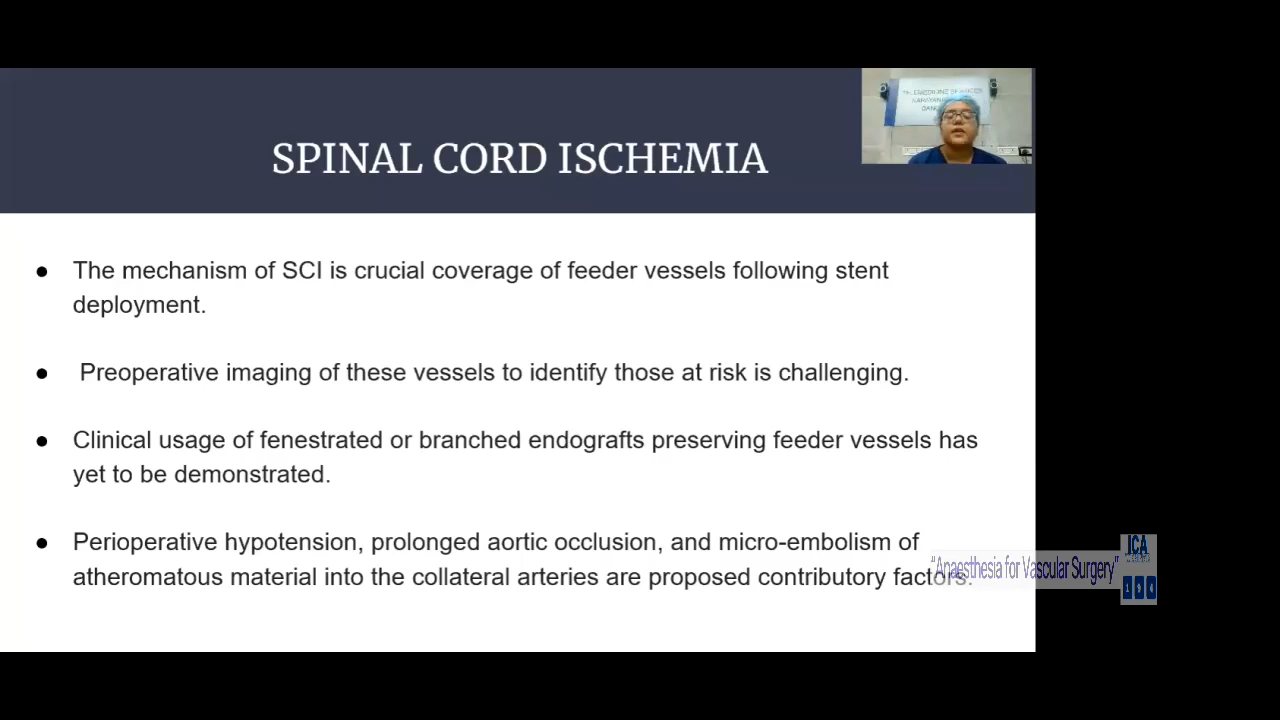 SPINAL CORD ISCHEMIA
● The mechanism of SCI is crucial coverage of feeder vessels following stent
deployment.
● Preoperative imaging of these vessels to identify those at risk is challenging.
● Clinical usage of fenestrated or branched endografts preserving feeder vessels has
yet to be demonstrated.
● Perioperative hypotension, prolonged aortic occlusion, and micro-embolism of
atheromatous material into the collateral arteries are proposed contributory factors.
"Anaesthesia for Vascular Surgery"
ICA